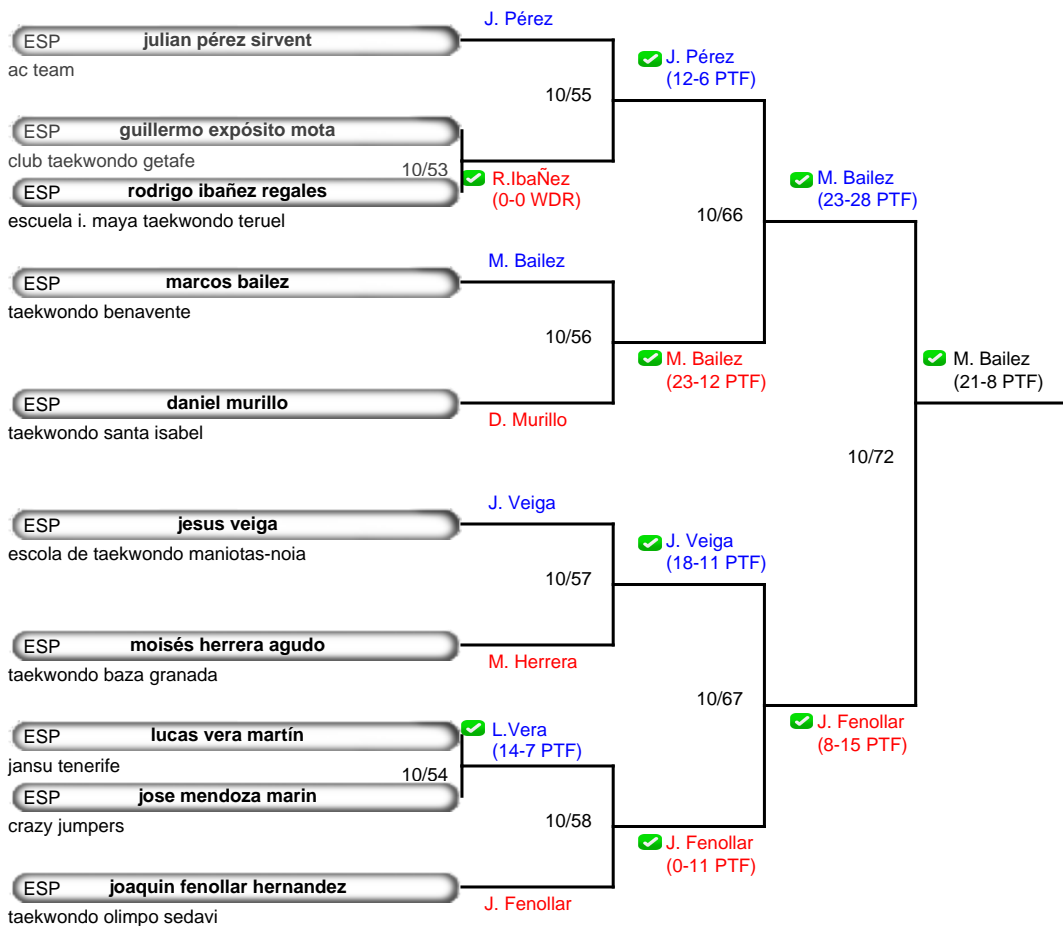 J. Pérez
ESP julian pérez sirvent
ac team
J. Pérez
(12-6 PTF)
10/55
ESP guillermo expósito mota
club taekwondo getafe
10/53
R.IbaÑez
(0-0 WDR)
ESP rodrigo ibañez regales
escuela i. maya taekwondo teruel
M. Bailez
(23-28 PTF)
10/66
M. Bailez
ESP marcos bailez
taekwondo benavente
10/56
M. Bailez
(23-12 PTF)
M. Bailez
(21-8 PTF)
ESP daniel murillo
D. Murillo
taekwondo santa isabel
10/72
J. Veiga
ESP jesus veiga
escola de taekwondo maniotas-noia
J. Veiga
(18-11 PTF)
10/57
ESP moisés herrera agudo
M. Herrera
taekwondo baza granada
10/67
J. Fenollar
(8-15 PTF)
ESP lucas vera martín
L.Vera
(14-7 PTF)
jansu tenerife
10/54
ESP jose mendoza marin
crazy jumpers
10/58
J. Fenollar
(0-11 PTF)
ESP joaquin fenollar hernandez
J. Fenollar
taekwondo olimpo sedavi